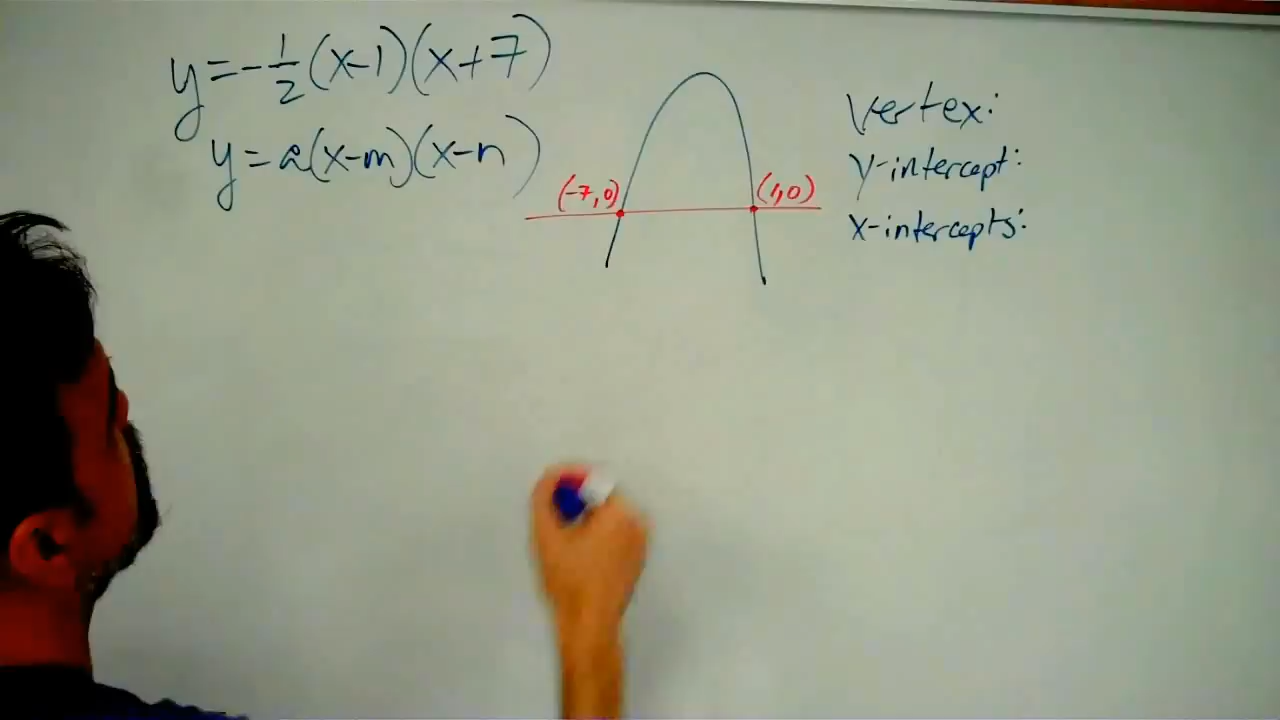 y=-1/2(x-1)(x+7)
y=a(x-m)(x-n)
(-7,0)
(1,0)
Vertex:
y-intercept:
x-intercepts: